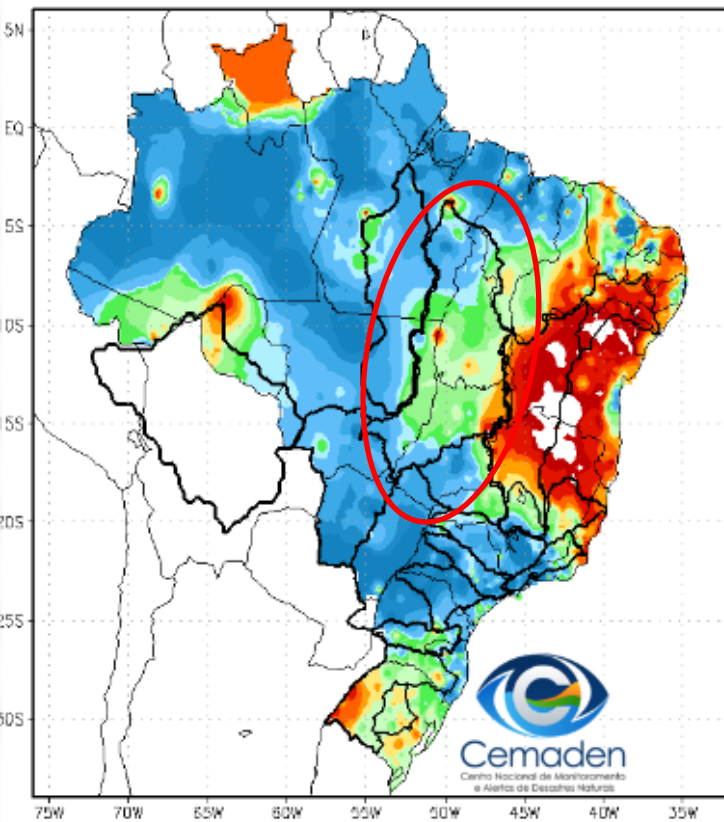 5N
EQ
5S
10S
15S
20S
25S
30S
75W 70W 65W 60W 55W 50W 45W 40W 35W
Cemaden
Centro Nacional de Monitoramento
e Alertas de Desastres Naturais